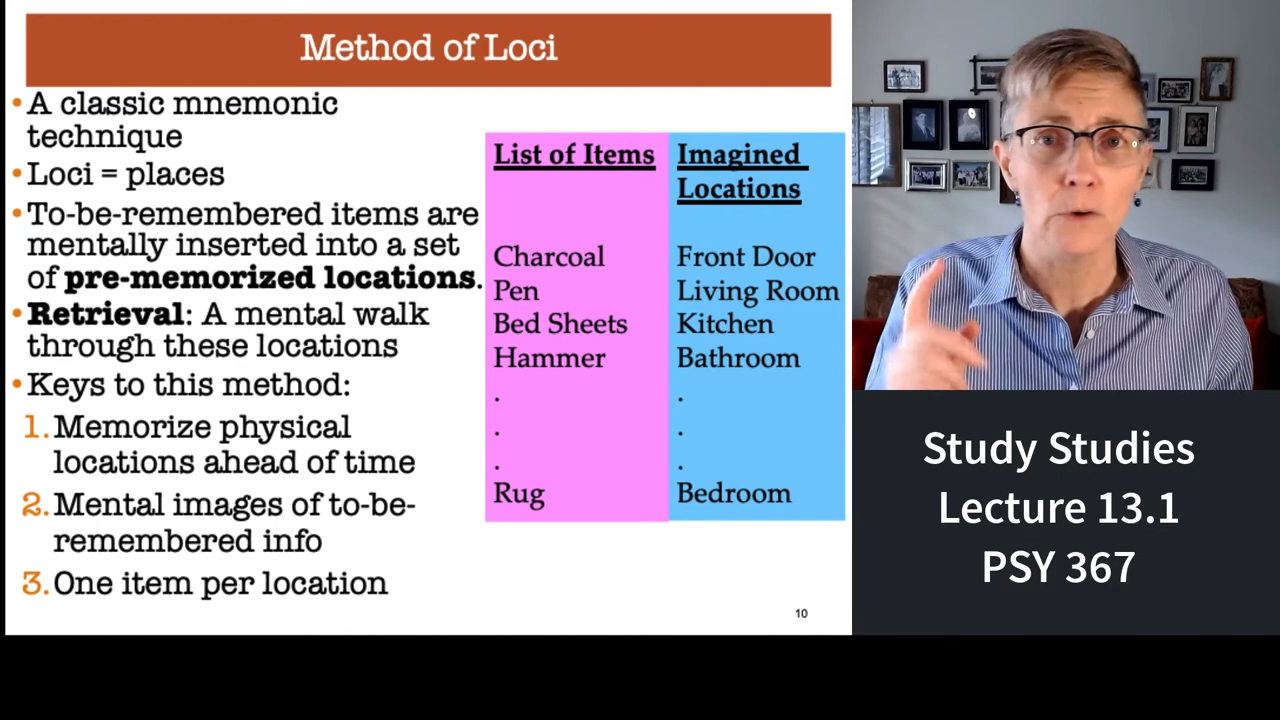 Method of Loci
•A classic mnemonic
technique
•Loci = places
•To-be-remembered items are
mentally inserted into a set
of pre-memorized locations.
•Retrieval: A mental walk
through these locations
•Keys to this method:
1. Memorize physical
locations ahead of time
2. Mental images of to-be-
remembered info
3. One item per location
List of Items
Charcoal
Pen
Bed Sheets
Hammer
.
.
.
Rug
Imagined
Locations
Front Door
Living Room
Kitchen
Bathroom
.
.
.
Bedroom
10
Study Studies
Lecture 13.1
PSY 367